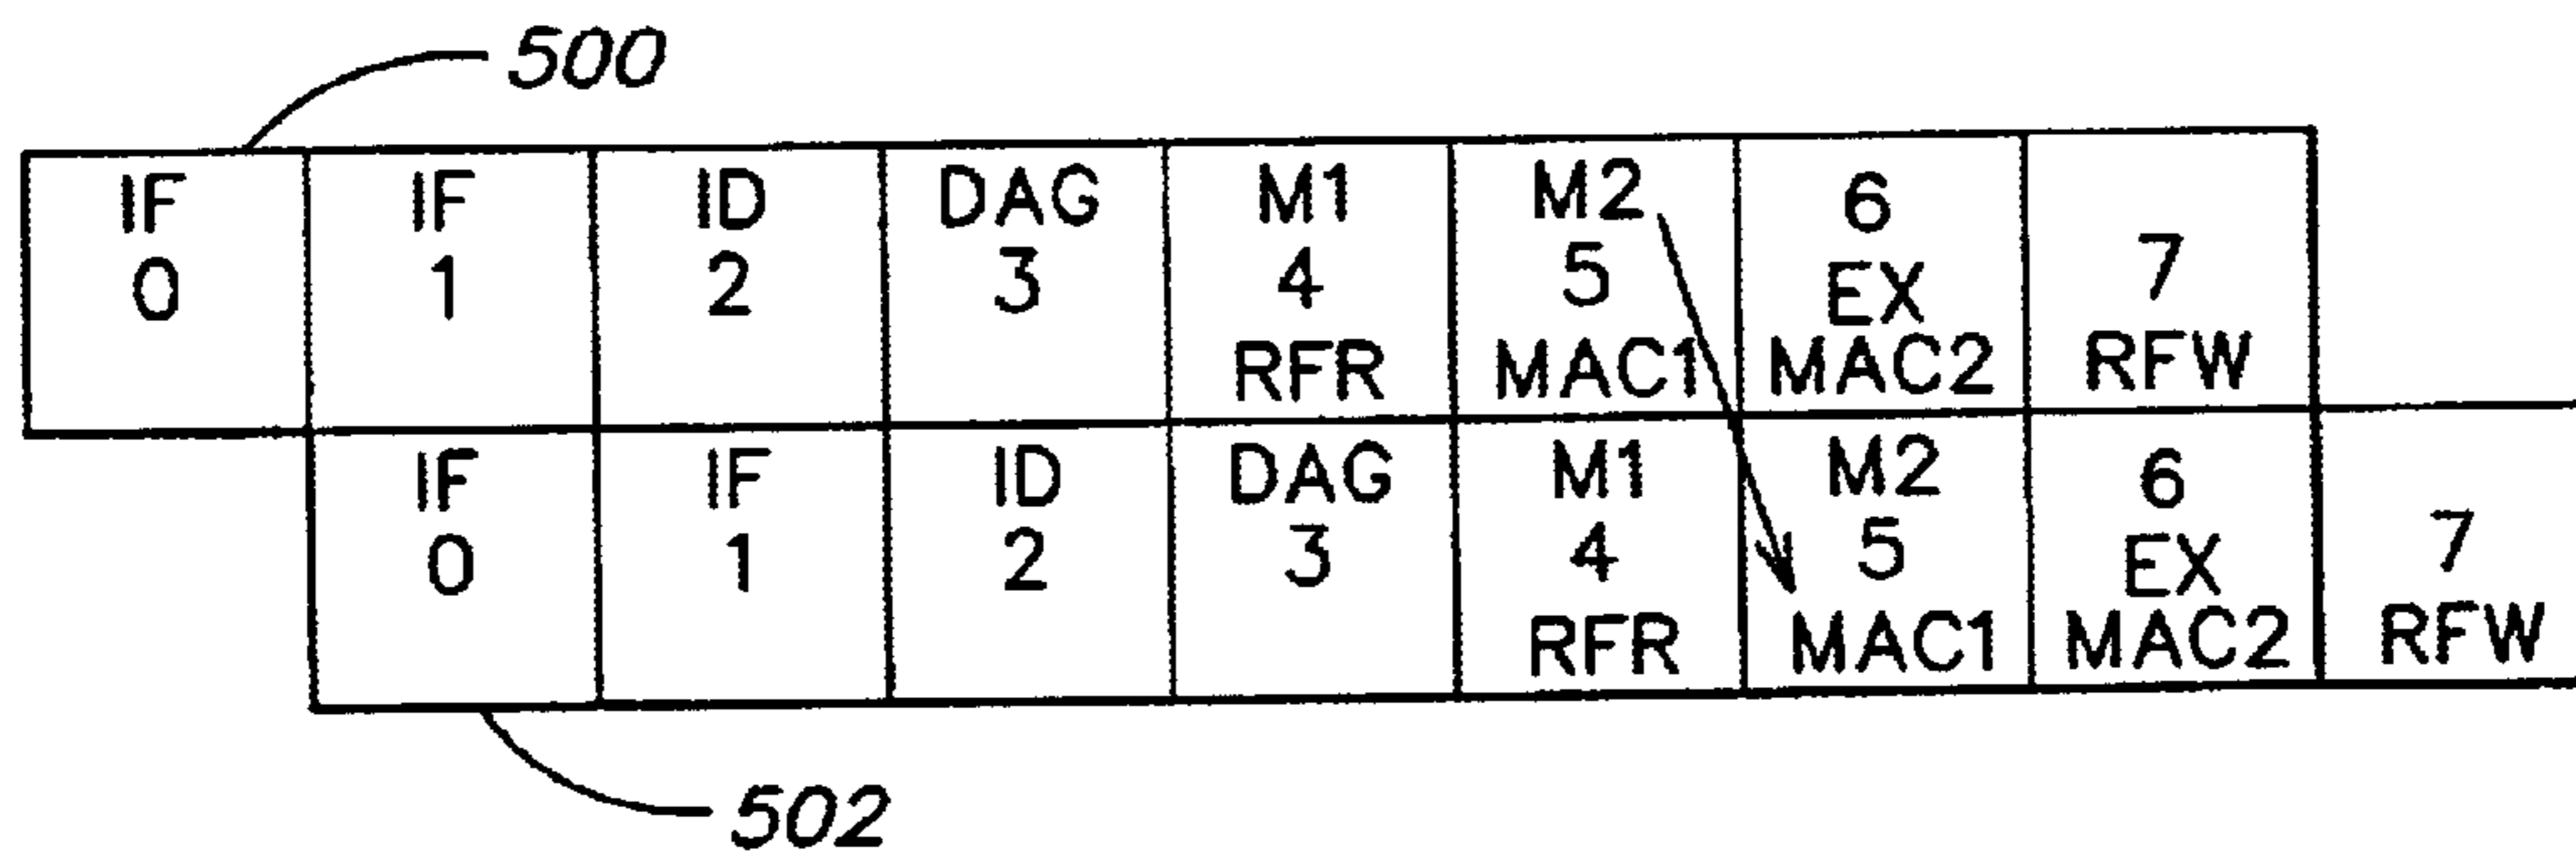 500
IF IF ID DAG M1 M2 6
0 1 2 3 4 5 EX 7
RFR MAC1 MAC2 RFW
IF IF ID DAG M1 M2 6
0 1 2 3 4 5 EX 7
RFR MAC1 MAC2 RFW
502